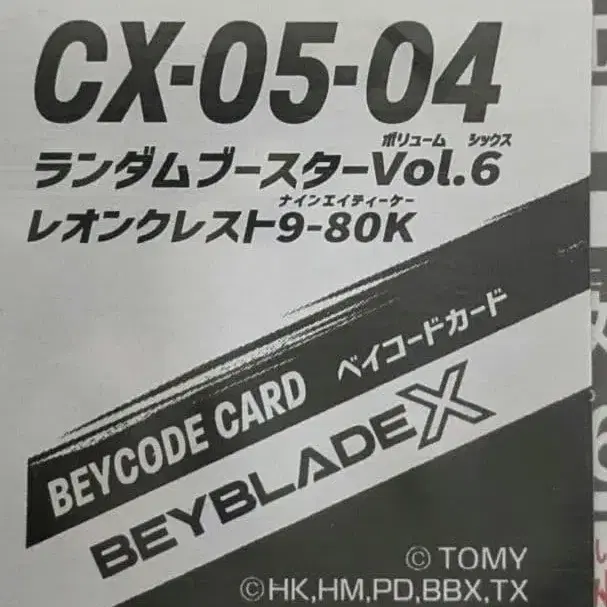 CX-05-04
ボリューム シックス
ランダムブースターVol.6
ナインエイティーケー
レオンクレスト9-80K
BEYCODE CARD ベイコードカード
BEYBLADE X
© TOMY
©HK,HM,PD,BBX,TX